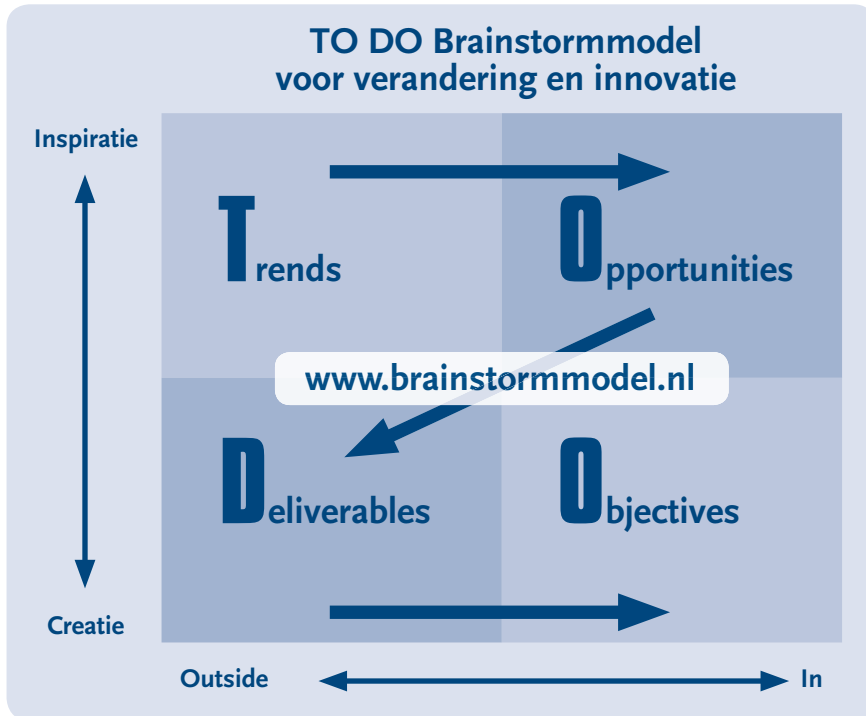 TO DO Brainstormmodel
voor verandering en innovatie
Inspiratie
Trends
Opportunities
www.brainstormmodel.nl
Deliverables
Objectives
Creatie
Outside
In